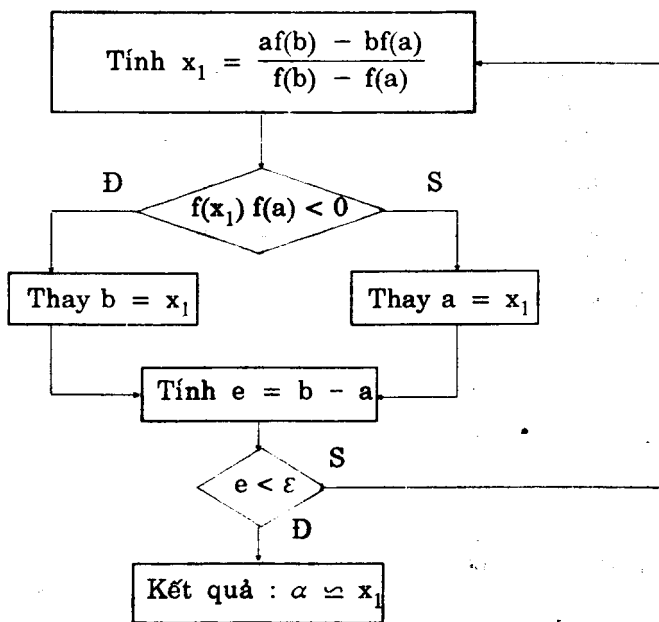 Tính x₁ = af(b) − bf(a) / f(b) − f(a)
Đ
S
f(x₁) f(a) < 0
Thay b = x₁
Thay a = x₁
Tính e = b - a
S
e < ε
Đ
Kết quả : α ≌ x₁